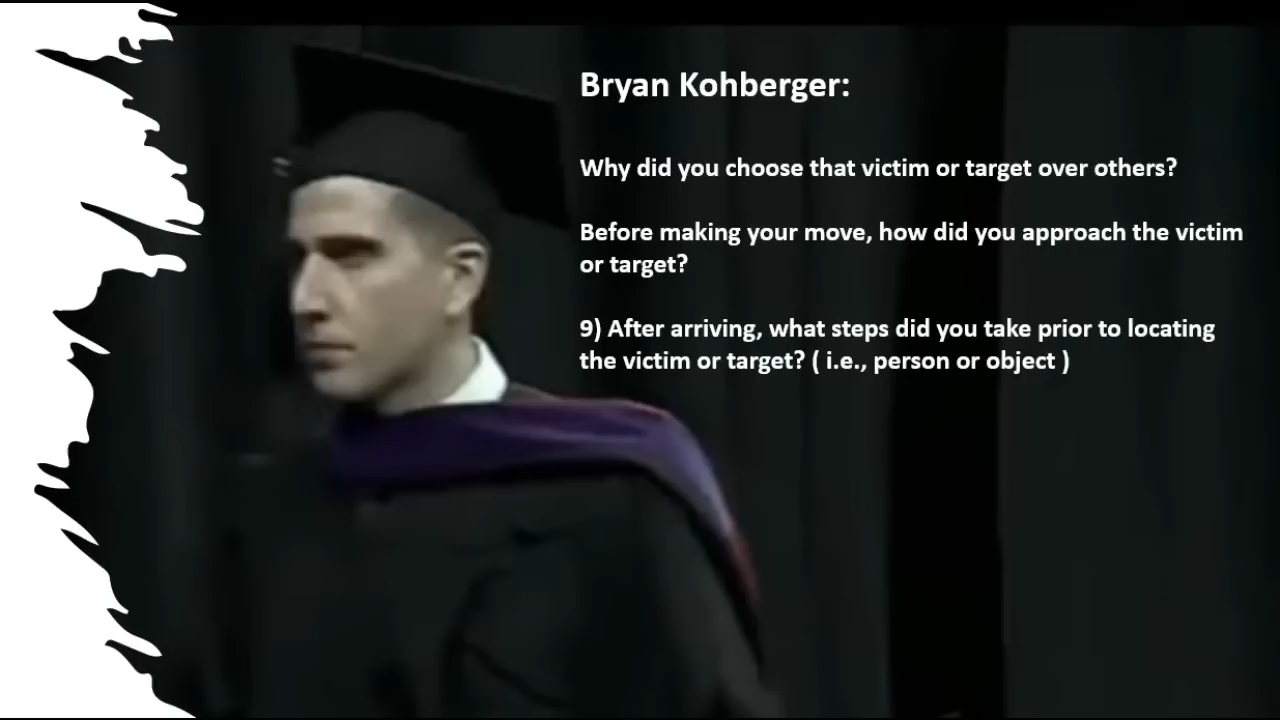 Bryan Kohberger:
Why did you choose that victim or target over others?
Before making your move, how did you approach the victim
or target?
9) After arriving, what steps did you take prior to locating
the victim or target? ( i.e., person or object )